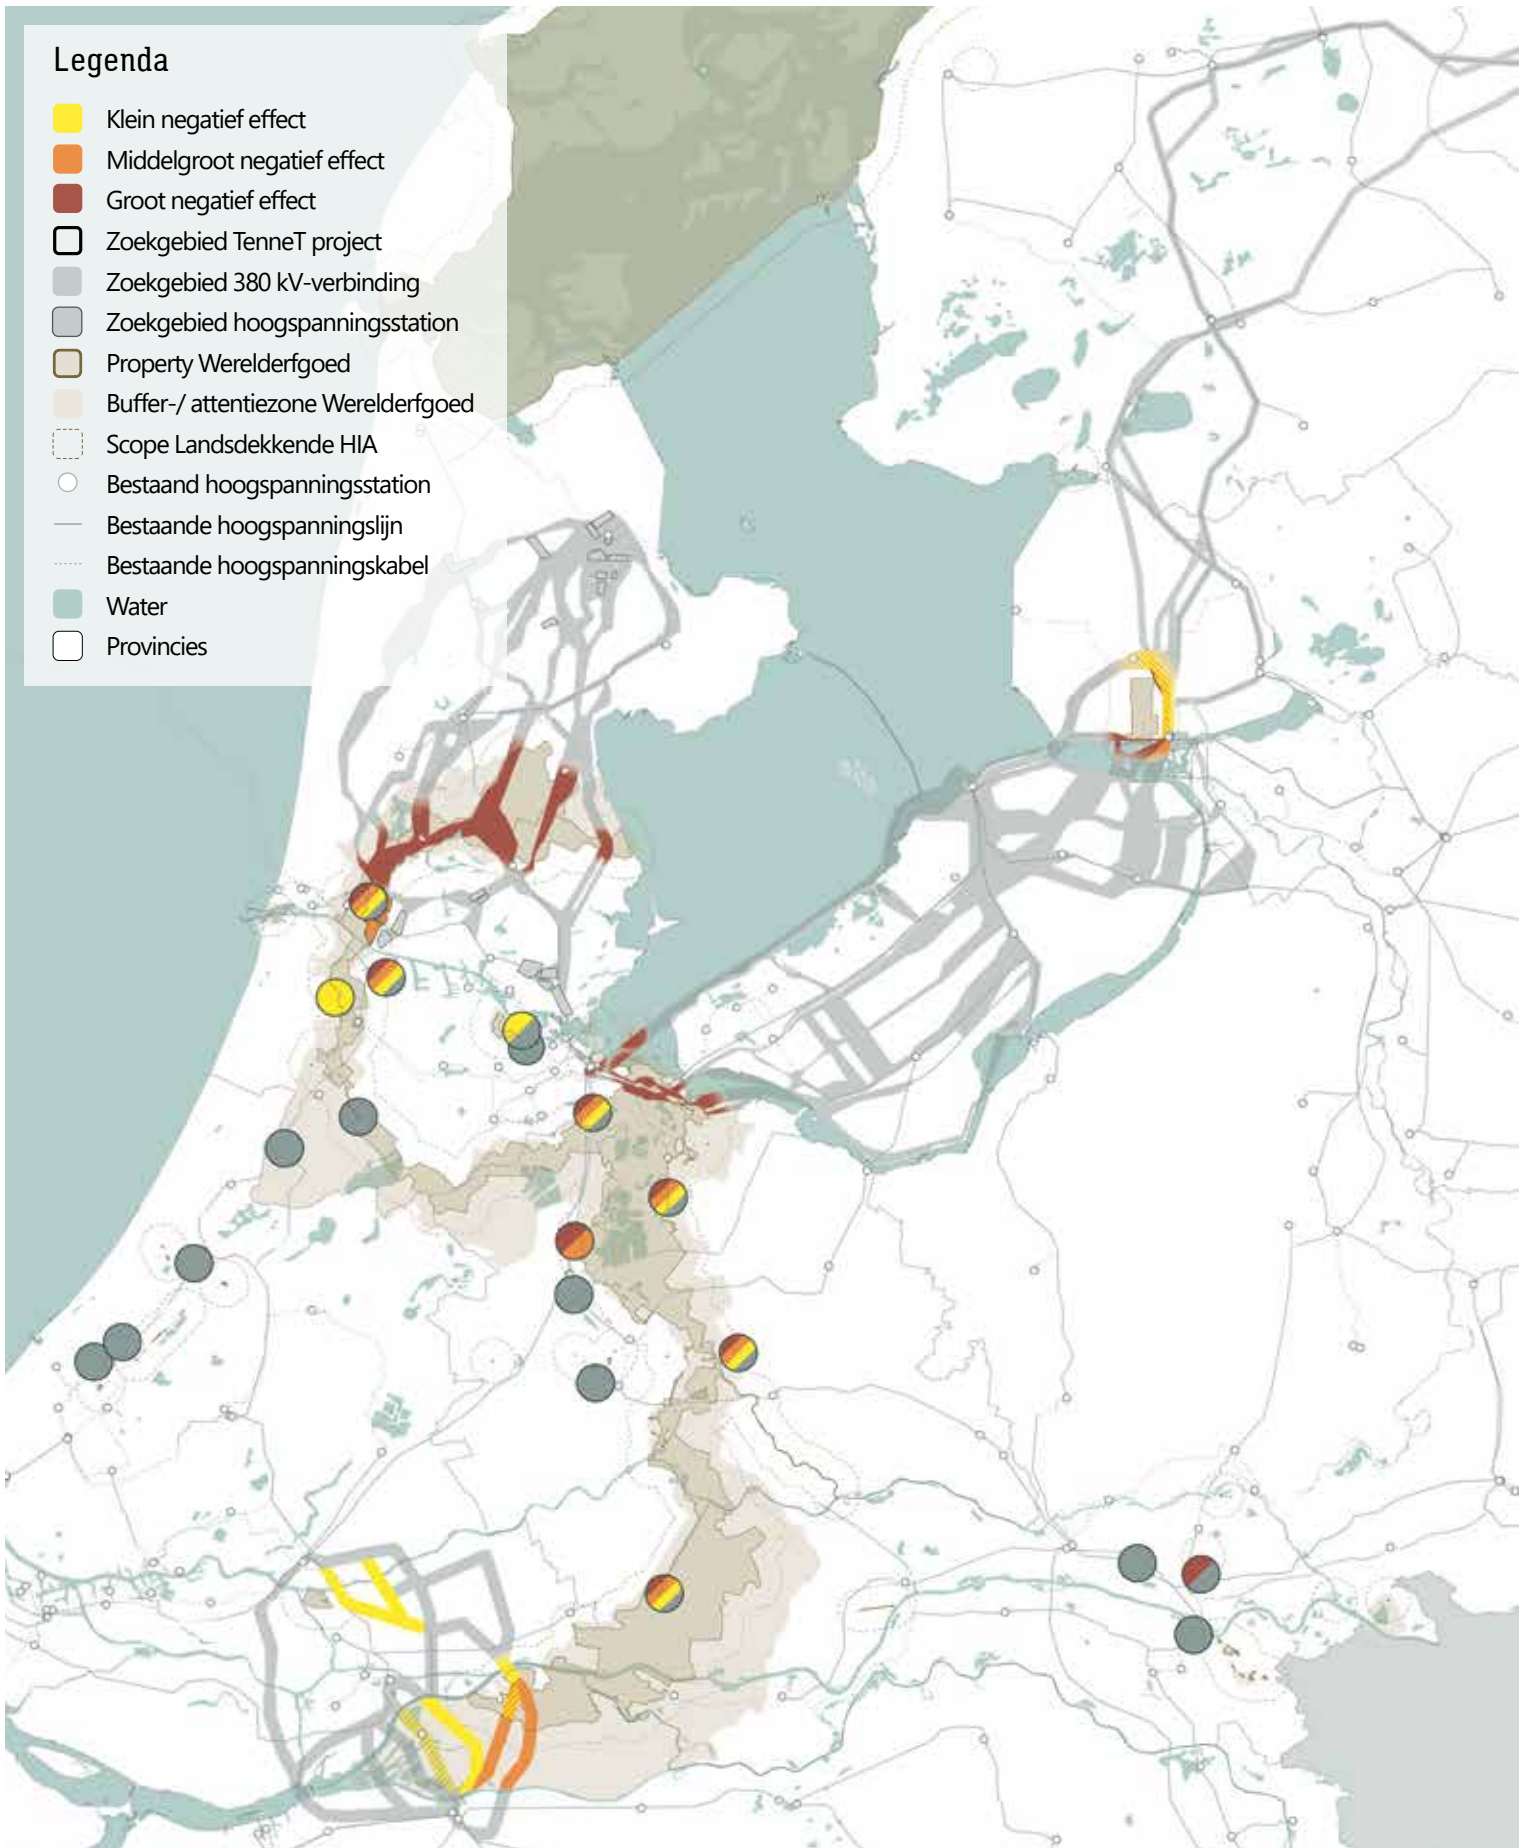 Legenda
Klein negatief effect
Middelgroot negatief effect
Groot negatief effect
Zoekgebied TenneT project
Zoekgebied 380 kV-verbinding
Zoekgebied hoogspanningsstation
Property Werelderfgoed
Buffer-/ attentiezone Werelderfgoed
Scope Landsdekkende HIA
Bestaand hoogspanningsstation
Bestaande hoogspanningslijn
Bestaande hoogspanningskabel
Water
Provincies